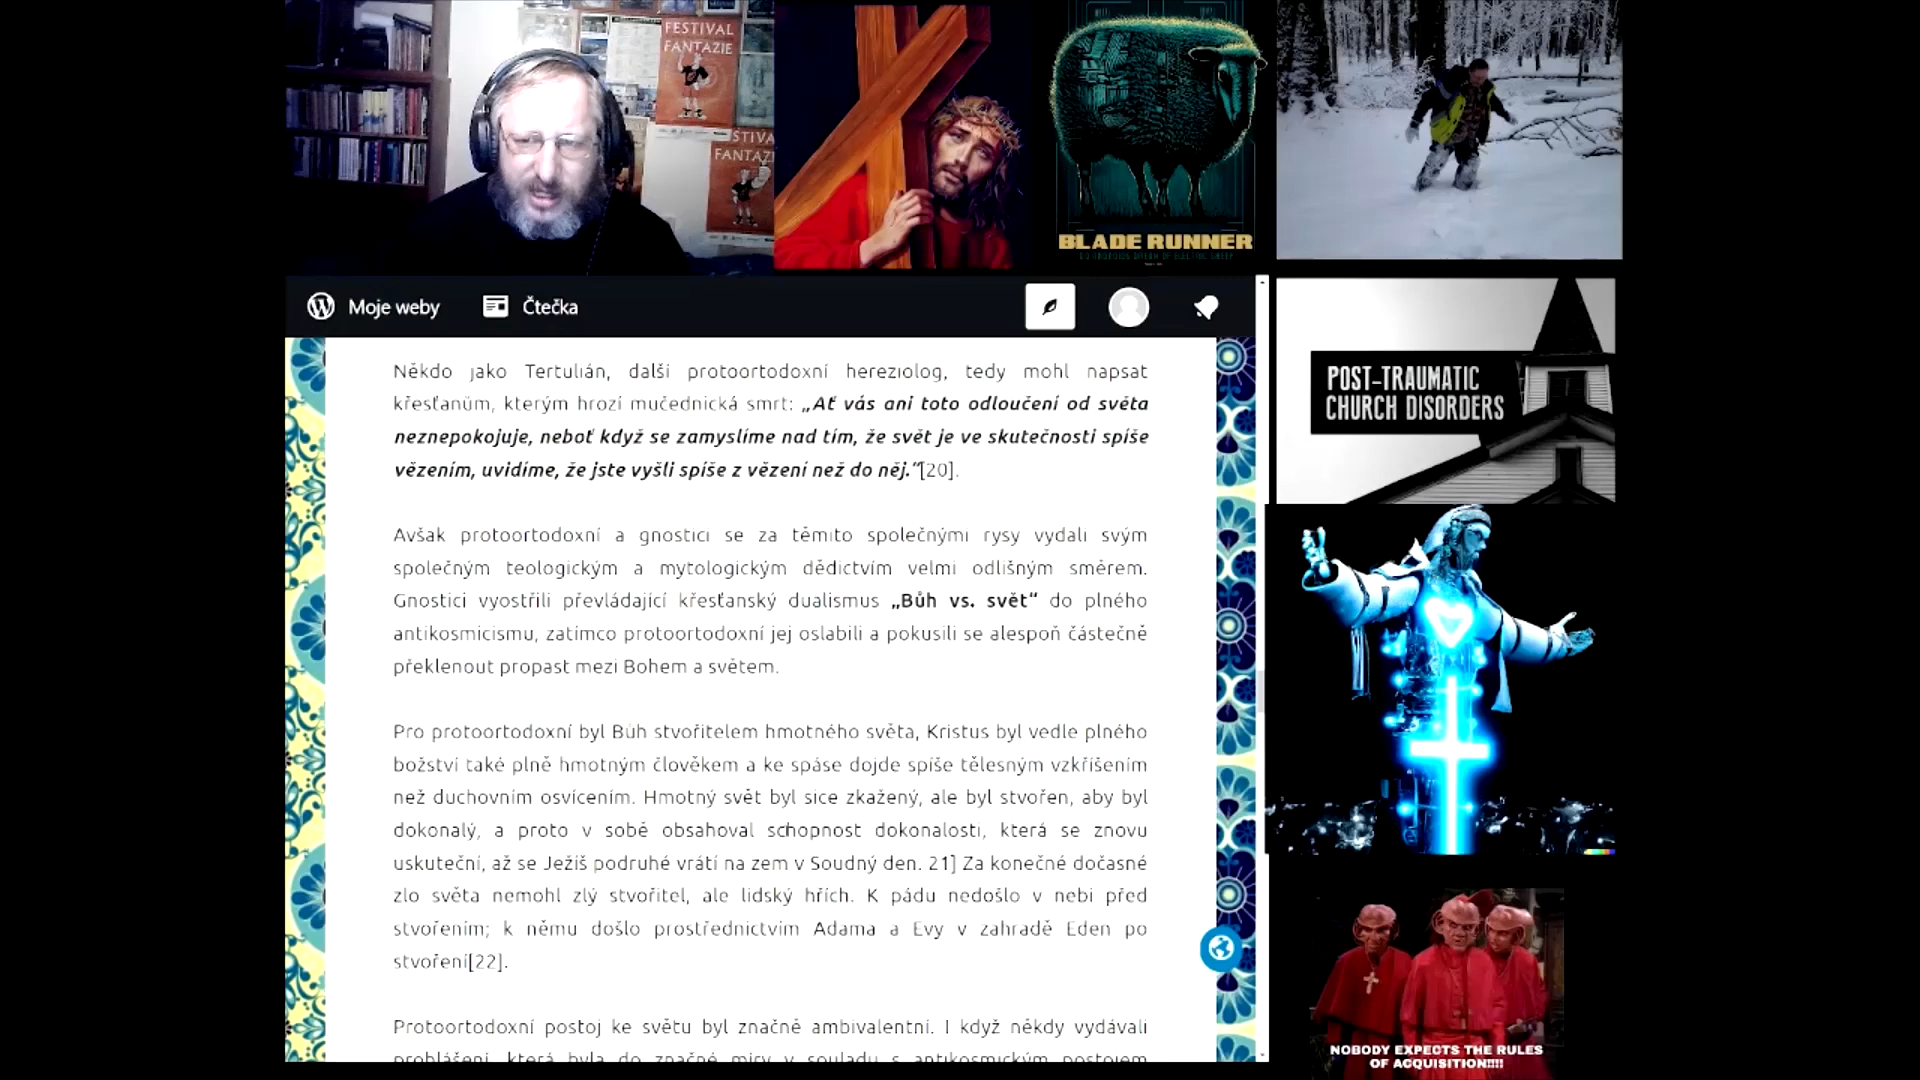 FESTIVAL
FANTAZIE
FANTAZ
BLADE RUNNER
Moje weby
Čtečka
Někdo jako Tertulián, další protoortodoxní hereziolog, tedy mohl napsat
křesťanům, kterým hrozí mučednická smrt: „Ať vás ani toto odloučení od světa
neznepokojuje, neboť když se zamyslíme nad tím, že svět je ve skutečnosti spíše
vězením, uvidíme, že jste vyšli spíše z vězení než do něj.“[20].
Avšak protoortodoxní a gnostici se za těmito společnými rysy vydali svým
společným teologickým a mytologickým dědictvím velmi odlišným směrem.
Gnostici vyostřili převládající křesťanský dualismus „Bůh vs. svět“ do plného
antikosmicismu, zatímco protoortodoxní jej oslabili a pokusili se alespoň částečně
překlenout propast mezi Bohem a světem.
Pro protoortodoxní byl Bůh stvořitelem hmotného světa, Kristus byl vedle plného
božství také plně hmotným člověkem a ke spáse dojde spíše tělesným vzkříšením
než duchovním osvícením. Hmotný svět byl sice zkažený, ale byl stvořen, aby byl
dokonalý, a proto v sobě obsahoval schopnost dokonalosti, která se znovu
uskuteční, až se Ježíš podruhé vrátí na zem v Soudný den. 21] Za konečné dočasné
zlo světa nemohl zlý stvořitel, ale lidský hřích. K pádu nedošlo v nebi před
stvořením; k němu došlo prostřednictvím Adama a Evy v zahradě Eden po
stvoření[22].
Protoortodoxní postoj ke světu byl značně ambivalentní. I když někdy vydávali
prohlášení, která byla do značné míry v souladu s antikosmickým postojem
POST-TRAUMATIC
CHURCH DISORDERS
NOBODY EXPECTS THE RULES
OF ACQUISITION!!!!